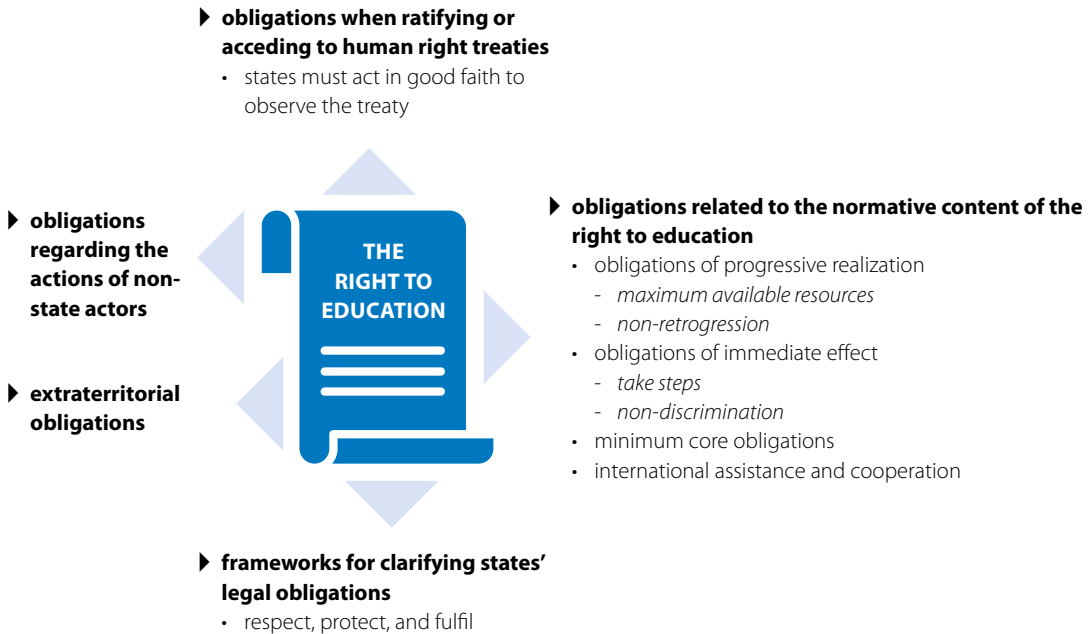 obligations when ratifying or
acceding to human right treaties
• states must act in good faith to
observe the treaty
obligations
regarding the
actions of non-
state actors
extraterritorial
obligations
THE
RIGHT TO
EDUCATION
obligations related to the normative content of the
right to education
• obligations of progressive realization
- maximum available resources
- non-retrogression
• obligations of immediate effect
- take steps
- non-discrimination
• minimum core obligations
• international assistance and cooperation
frameworks for clarifying states’
legal obligations
• respect, protect, and fulfil